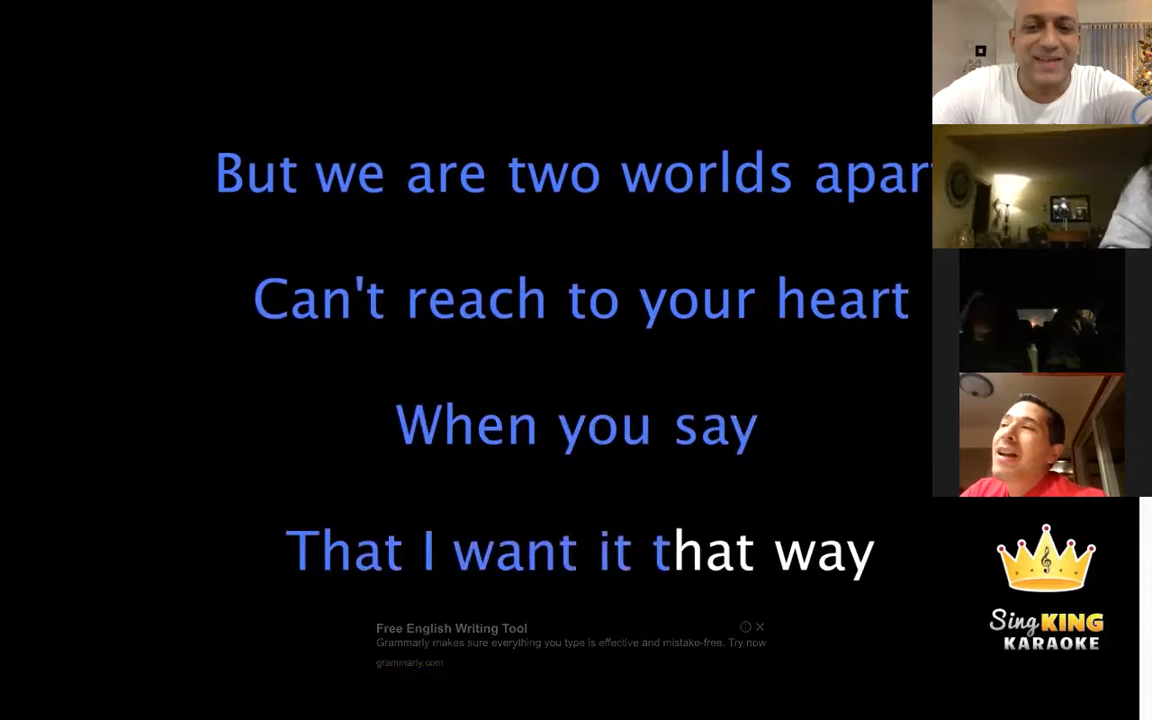 But we are two worlds apar
Can't reach to your heart
When you say
That I want it that way
Free English Writing Tool
Grammarly makes sure everything you type is effective and mistake-free. Try now
grammarly.com
Sing KING
KARAOKE